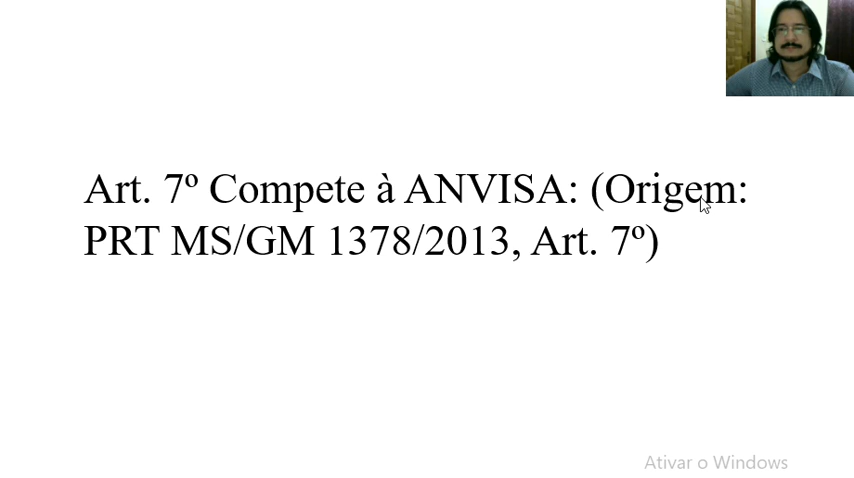 Art. 7º Compete à ANVISA: (Origem:
PRT MS/GM 1378/2013, Art. 7º)
Ativar o Windows